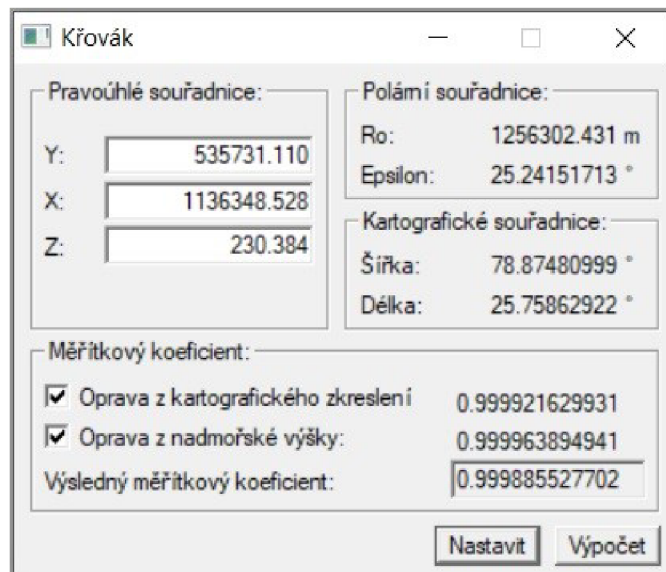 Křovák
Pravoúhlé souřadnice:
Y: 535731.110
X: 1136348.528
Z: 230.384
Polární souřadnice:
Ro: 1256302.431 m
Epsilon: 25.24151713 °
Kartografické souřadnice:
Šířka: 78.87480999 °
Délka: 25.75862922 °
Měřítkový koeficient:
Oprava z kartografického zkreslení 0.999921629931
Oprava z nadmořské výšky: 0.999963894941
Výsledný měřítkový koeficient: 0.999885527702
Nastavit Výpočet